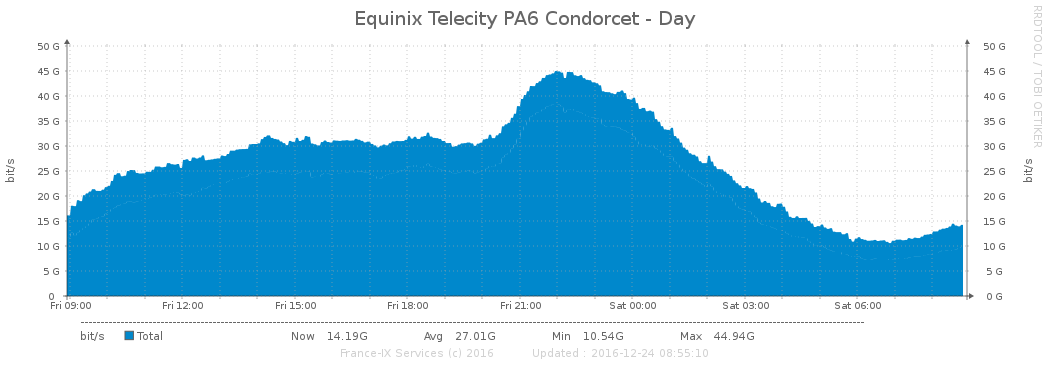 Equinix Telecity PA6 Condorcet - Day
RRDTOOL / TOBI OETIKER
bit/s
50 G 50 G
45 G 45 G
40 G 40 G
35 G 35 G
30 G 30 G
25 G 25 G
20 G 20 G
15 G 15 G
10 G 10 G
5 G 5 G
0 0 G
bit/s
Fri 09:00 Fri 12:00 Fri 15:00 Fri 18:00 Fri 21:00 Sat 00:00 Sat 03:00 Sat 06:00
bit/s Total Now 14.19G Avg 27.01G Min 10.54G Max 44.94G
France-IX Services (c) 2016 Updated : 2016-12-24 08:55:10